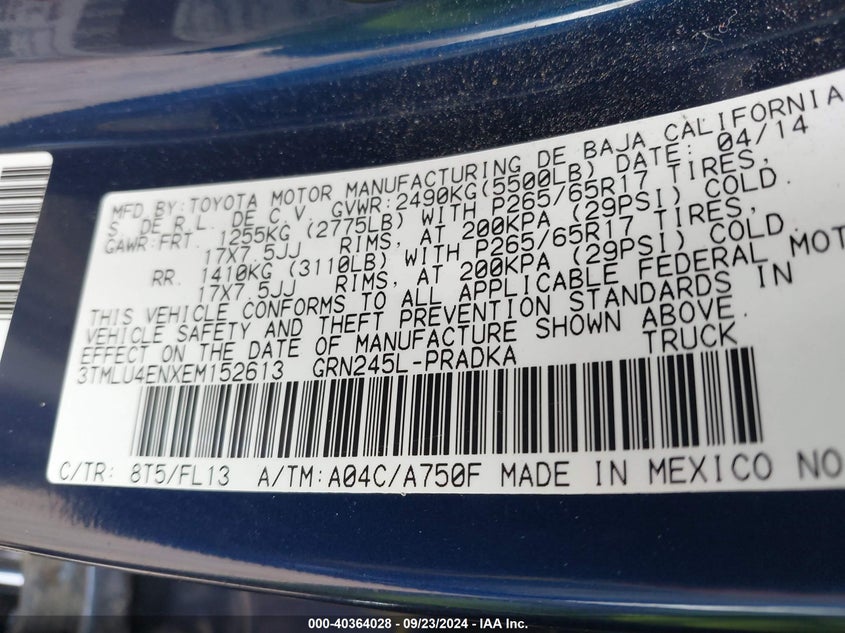 MFD BY:TOYOTA MOTOR MANUFACTURING DE BAJA CALIFORNIA
S. DE R.L. DE C.V. GVWR:2490KG(5500LB) DATE: 04/14
GAWR:FRT. 1255KG (2775LB) WITH P265/65R17 TIRES,
17X7.5JJ RIMS, AT 200KPA (29PSI) COLD.
RR. 1410KG (3110LB) WITH P265/65R17 TIRES,
17X7.5JJ RIMS, AT 200KPA (29PSI) COLD.
THIS VEHICLE CONFORMS TO ALL APPLICABLE FEDERAL MOT
VEHICLE SAFETY AND THEFT PREVENTION STANDARDS IN
EFFECT ON THE DATE OF MANUFACTURE SHOWN ABOVE.
3TMLU4ENXEM152613 GRN245L-PRADKA TRUCK
C/TR: 8T5/FL13 A/TM:A04C/A750F MADE IN MEXICO NO
000-40364028 - 09/23/2024 - IAA Inc.